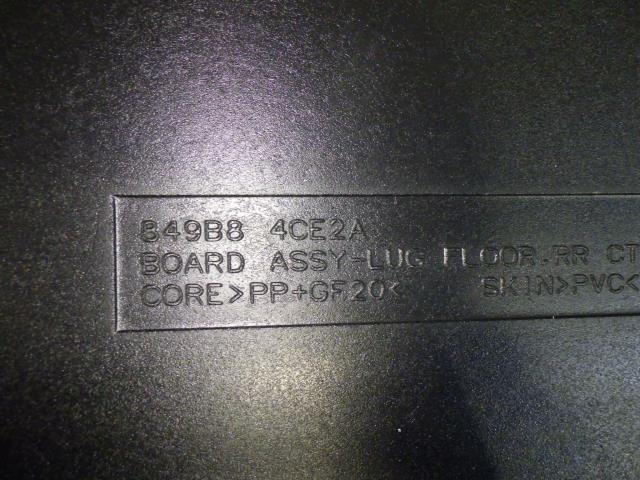 849B8 4CE2A
BOARD ASSY-LUG FLOOR.RR CT
CORE>PP+GF20< SKIN>PVC<